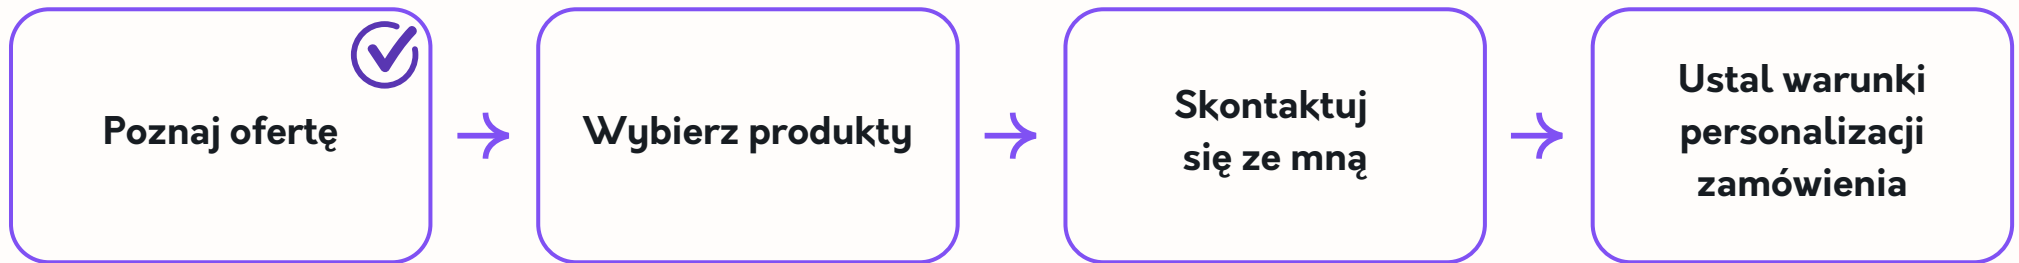 Poznaj ofertę
Wybierz produkty
Skontaktuj
się ze mną
Ustal warunki
personalizacji
zamówienia